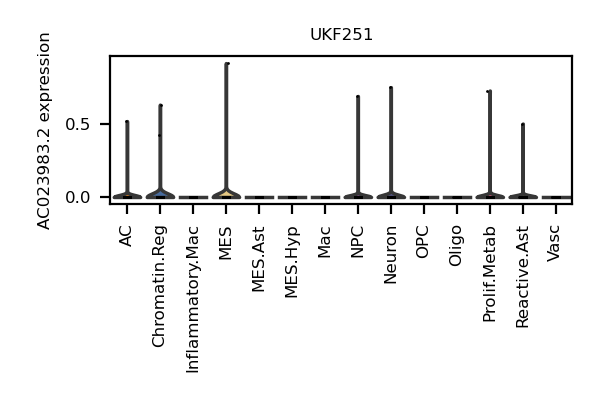 UKF251
AC023983.2 expression
0.5
0.0
AC
Chromatin.Reg
Inflammatory.Mac
MES
MES.Ast
MES.Hyp
Mac
NPC
Neuron
OPC
Oligo
Prolif.Metab
Reactive.Ast
Vasc